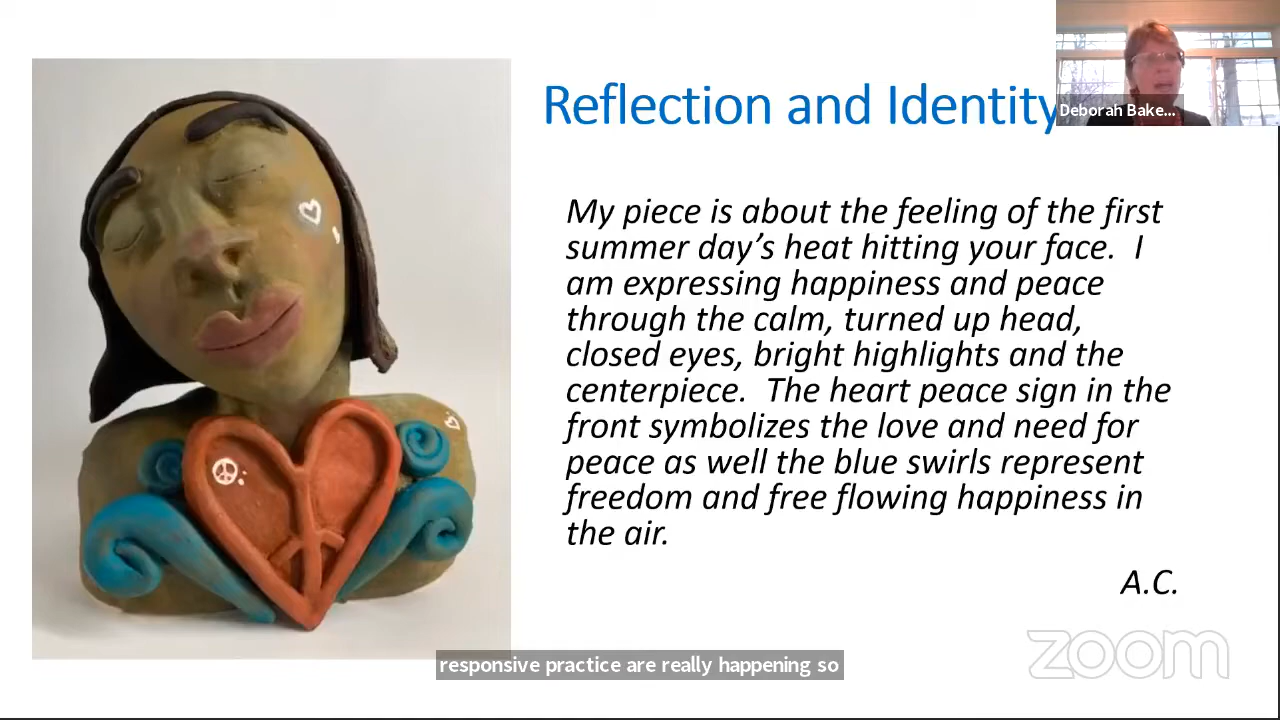 Reflection and Identity
Deborah Bake...
My piece is about the feeling of the first
summer day's heat hitting your face. I
am expressing happiness and peace
through the calm, turned up head,
closed eyes, bright highlights and the
centerpiece. The heart peace sign in the
front symbolizes the love and need for
peace as well the blue swirls represent
freedom and free flowing happiness in
the air.
A.C.
zoom
responsive practice are really happening so